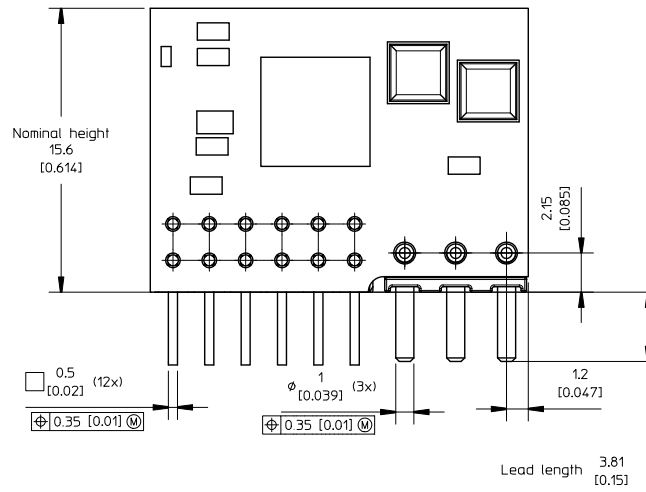 Nominal height
15.6
[0.614]
2.15
[0.085]
0.5
[0.02] (12x)
⌖ 0.35 [0.01] Ⓜ
ø 1
[0.039] (3x)
⌖ 0.35 [0.01] Ⓜ
1.2
[0.047]
Lead length 3.81
[0.15]